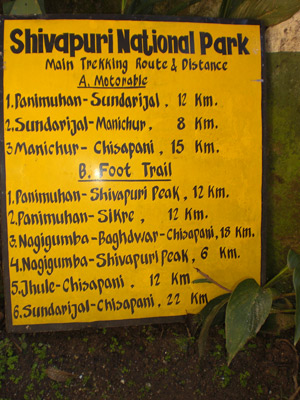 Shivapuri National Park
Main Trekking Route & Distance
A. Motorable
1.Panimuhan-Sundarijal, 12 Km.
2.Sundarijal-Manichur, 8 Km.
3 Manichur-Chisapani, 15 Km.
B. Foot Trail
1.Panimuhan-Shivapuri Peak, 12 Km.
2.Panimuhan-Sikre, 12 Km.
3.Nagigumba-Baghdwar-Chisapani, 18 Km.
4.Nagigumba-Shivapuri Peak, 6 Km.
5.Jhule-Chisapani, 12 Km
6.Sundarijal-Chisapani, 22 Km